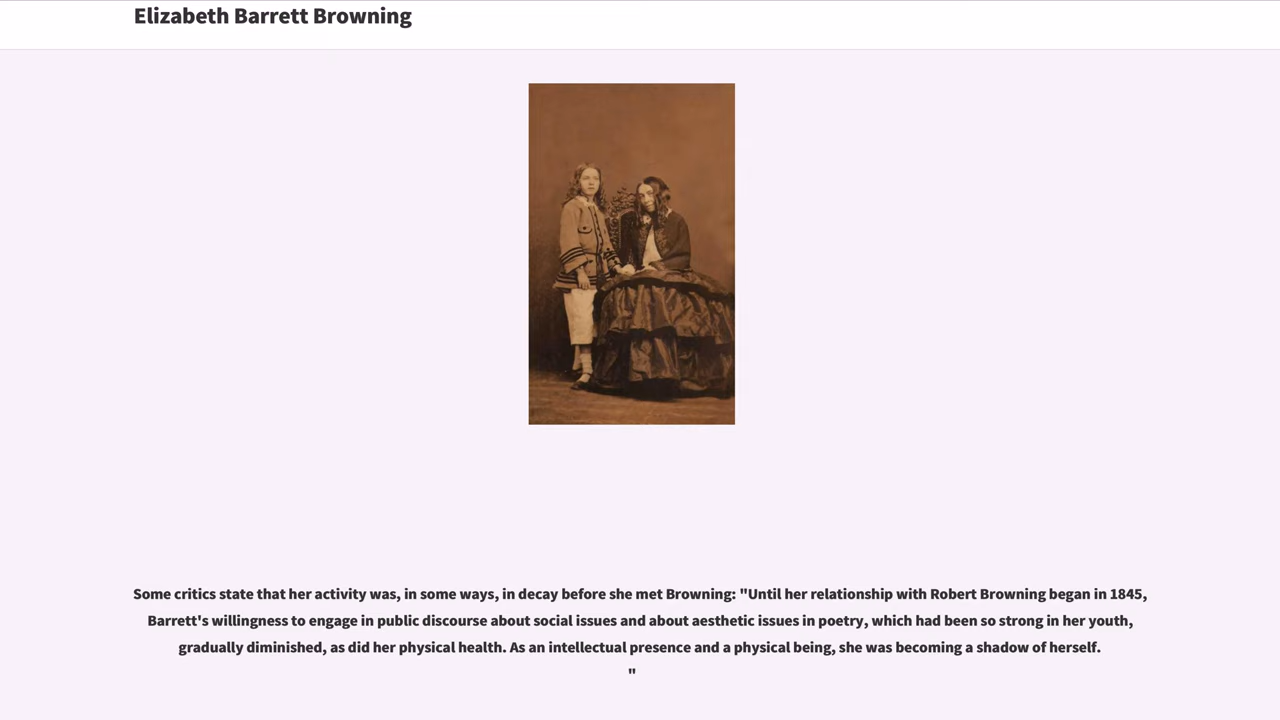 Elizabeth Barrett Browning
Some critics state that her activity was, in some ways, in decay before she met Browning: "Until her relationship with Robert Browning began in 1845,
Barrett's willingness to engage in public discourse about social issues and about aesthetic issues in poetry, which had been so strong in her youth,
gradually diminished, as did her physical health. As an intellectual presence and a physical being, she was becoming a shadow of herself.
"